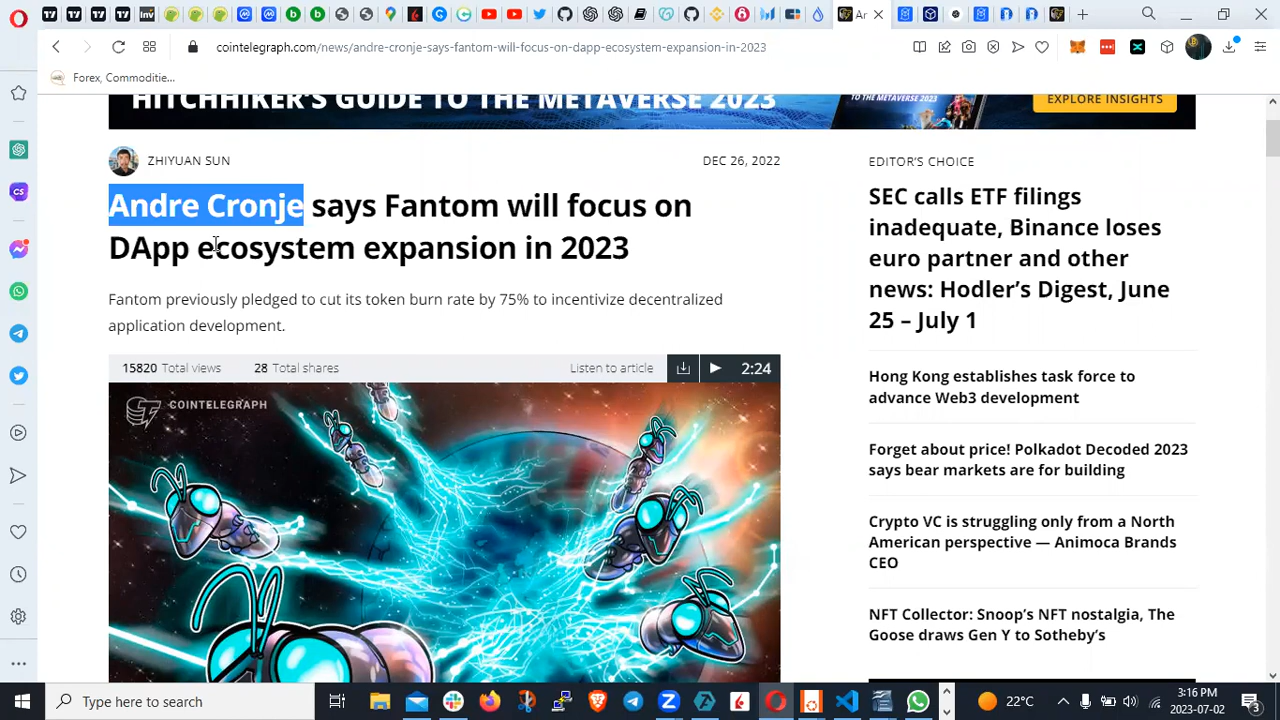 Ar
cointelegraph.com/news/andre-cronje-says-fantom-will-focus-on-dapp-ecosystem-expansion-in-2023
Forex, Commoditie...
HITCHHIKER'S GUIDE TO THE METAVERSE 2023
TO THE METAVERSE 2023
EXPLORE INSIGHTS
ZHIYUAN SUN
DEC 26, 2022
Andre Cronje says Fantom will focus on
DApp ecosystem expansion in 2023
Fantom previously pledged to cut its token burn rate by 75% to incentivize decentralized
application development.
15820 Total views
28 Total shares
Listen to article
2:24
COINTELEGRAPH
EDITOR'S CHOICE
SEC calls ETF filings
inadequate, Binance loses
euro partner and other
news: Hodler's Digest, June
25 – July 1
Hong Kong establishes task force to
advance Web3 development
Forget about price! Polkadot Decoded 2023
says bear markets are for building
Crypto VC is struggling only from a North
American perspective — Animoca Brands
CEO
NFT Collector: Snoop's NFT nostalgia, The
Goose draws Gen Y to Sotheby's
Type here to search
22°C
3:16 PM
2023-07-02